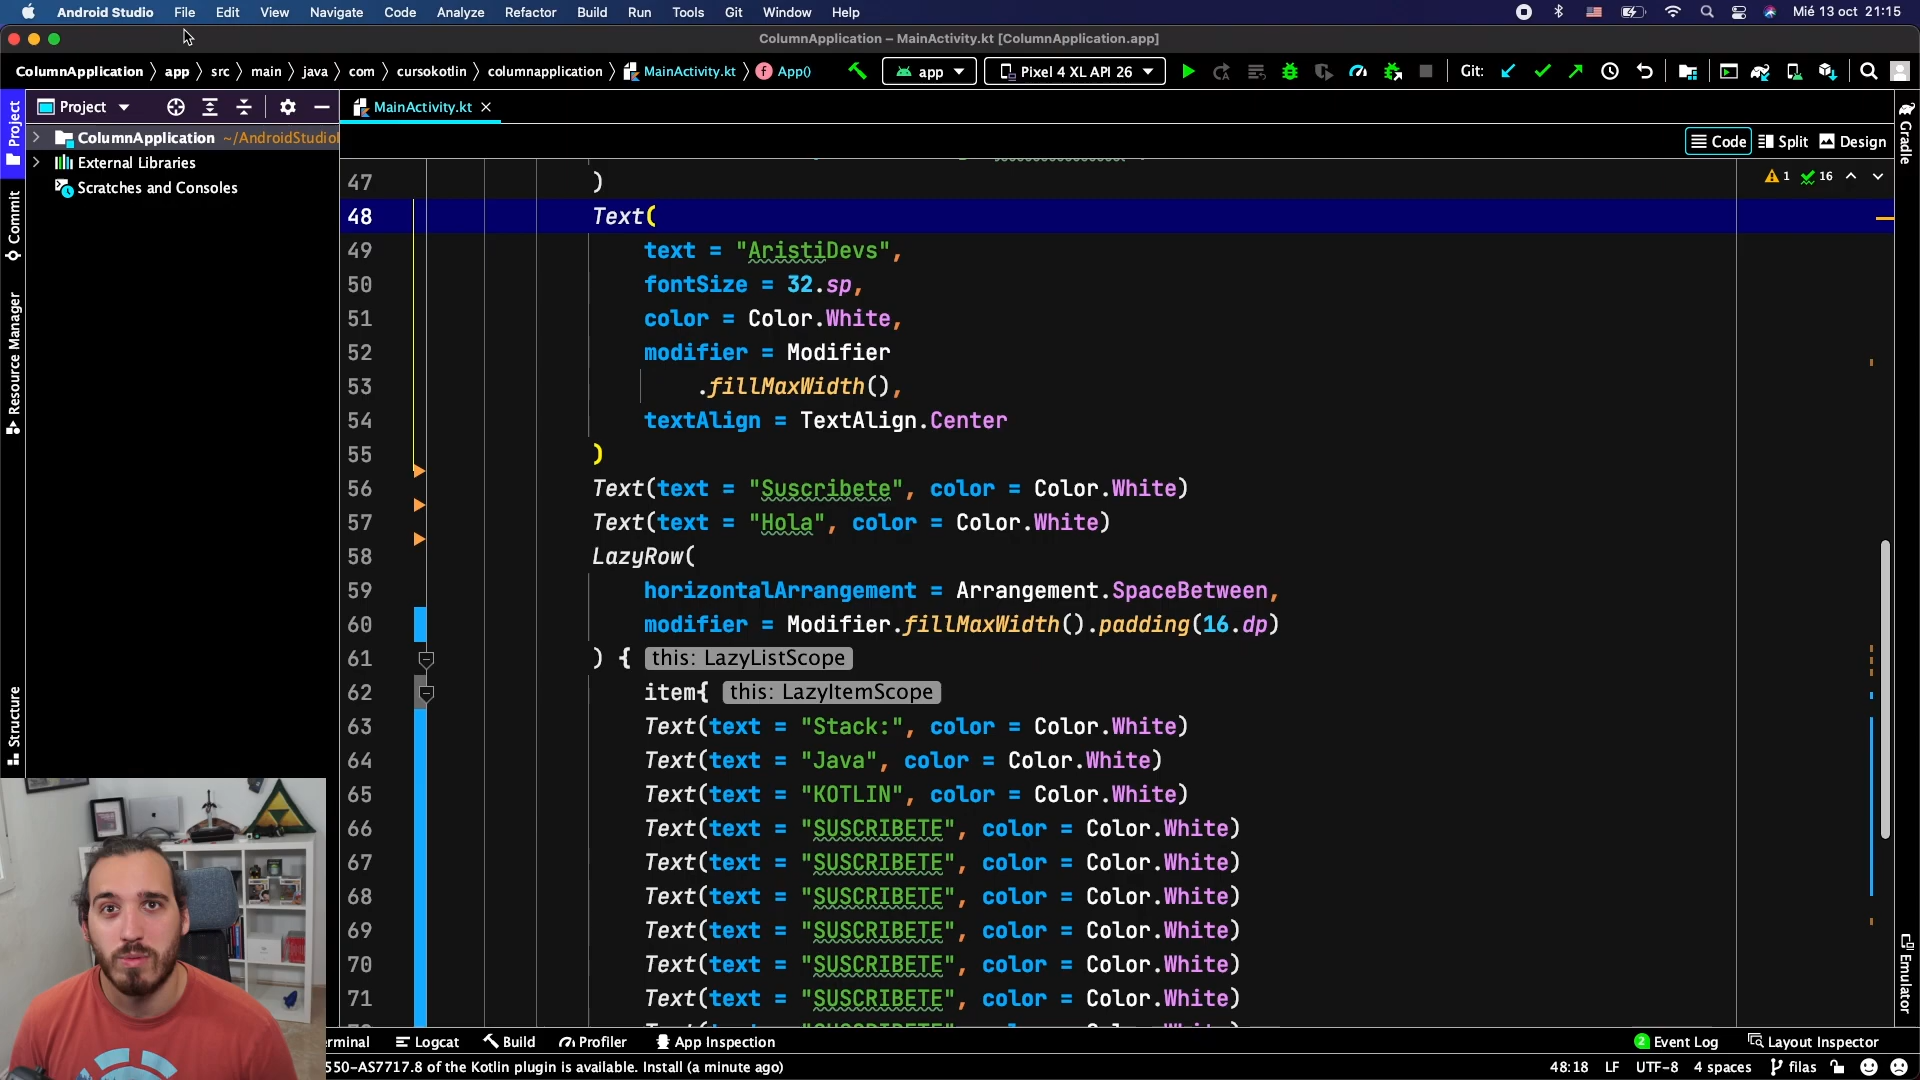 Android Studio File Edit View Navigate Code Analyze Refactor Build Run Tools Git Window Help Mié 13 oct 21:15
ColumnApplication – MainActivity.kt [ColumnApplication.app]
ColumnApplication app src main java com cursokotlin columnapplication MainActivity.kt App() app Pixel 4 XL API 26 Git:
Project MainActivity.kt
ColumnApplication ~/AndroidStudio
External Libraries
Scratches and Consoles
Code Split Design
1 16
Project
Commit
Resource Manager
Structure
Gradle
Emulator
47 )
48 Text(
49 text = "AristiDevs",
50 fontSize = 32.sp,
51 color = Color.White,
52 modifier = Modifier
53 .fillMaxWidth(),
54 textAlign = TextAlign.Center
55 )
56 Text(text = "Suscribete", color = Color.White)
57 Text(text = "Hola", color = Color.White)
58 LazyRow(
59 horizontalArrangement = Arrangement.SpaceBetween,
60 modifier = Modifier.fillMaxWidth().padding(16.dp)
61 ) { this: LazyListScope
62 item{ this: LazyItemScope
63 Text(text = "Stack:", color = Color.White)
64 Text(text = "Java", color = Color.White)
65 Text(text = "KOTLIN", color = Color.White)
66 Text(text = "SUSCRIBETE", color = Color.White)
67 Text(text = "SUSCRIBETE", color = Color.White)
68 Text(text = "SUSCRIBETE", color = Color.White)
69 Text(text = "SUSCRIBETE", color = Color.White)
70 Text(text = "SUSCRIBETE", color = Color.White)
71 Text(text = "SUSCRIBETE", color = Color.White)
erminal Logcat Build Profiler App Inspection 2 Event Log Layout Inspector
550-AS7717.8 of the Kotlin plugin is available. Install (a minute ago) 48:18 LF UTF-8 4 spaces filas